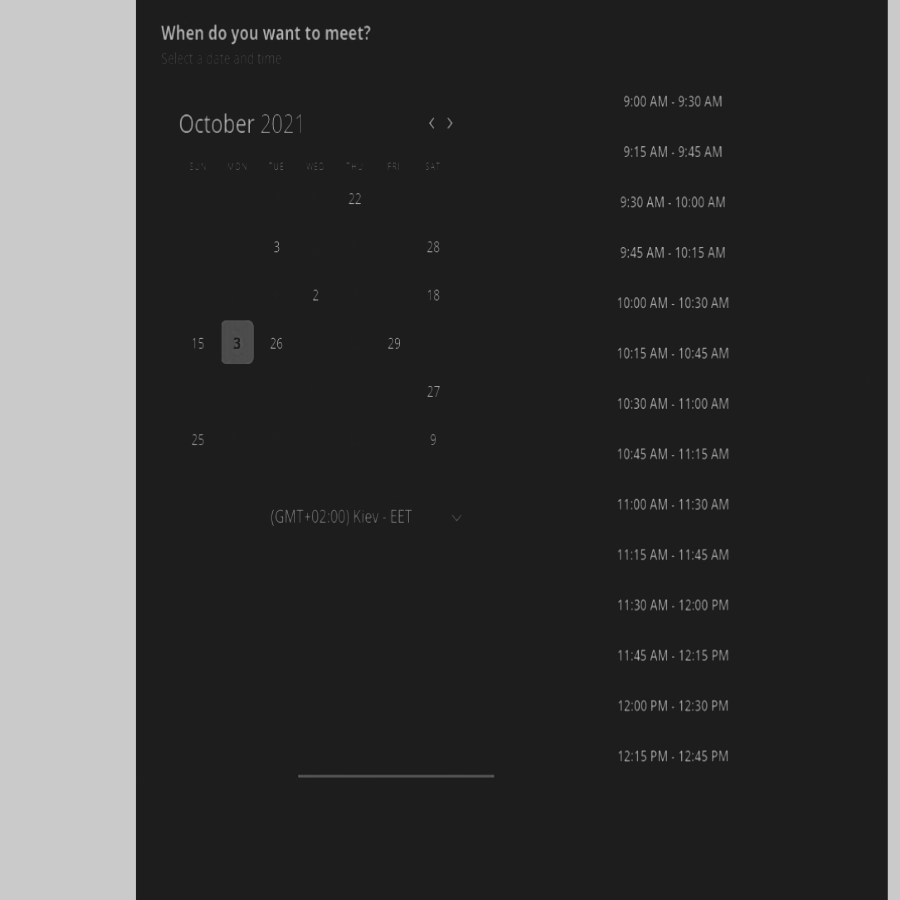 When do you want to meet?
Select a date and time
October 2021
SUN MON TUE WED THU FRI SAT
22
3 28
2 18
15 3 26 29
27
25 9
(GMT+02:00) Kiev - EET
9:00 AM - 9:30 AM
9:15 AM - 9:45 AM
9:30 AM - 10:00 AM
9:45 AM - 10:15 AM
10:00 AM - 10:30 AM
10:15 AM - 10:45 AM
10:30 AM - 11:00 AM
10:45 AM - 11:15 AM
11:00 AM - 11:30 AM
11:15 AM - 11:45 AM
11:30 AM - 12:00 PM
11:45 AM - 12:15 PM
12:00 PM - 12:30 PM
12:15 PM - 12:45 PM